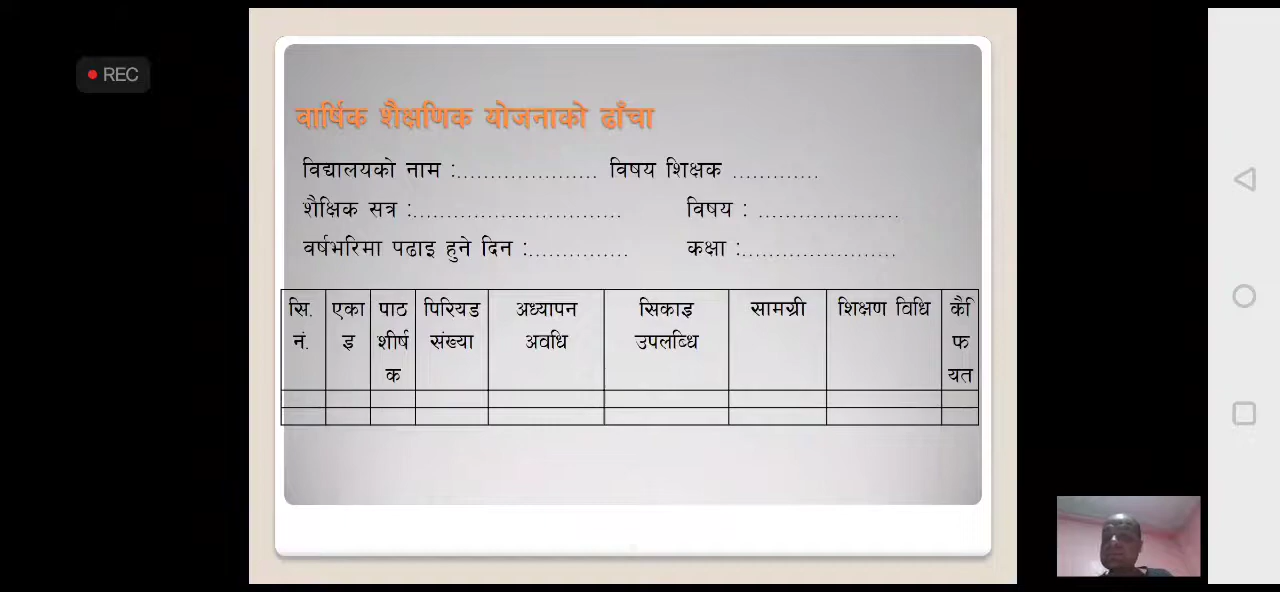 REC
वार्षिक शैक्षणिक योजनाको ढाँचा
विद्यालयको नाम :..................... विषय शिक्षक .............
शैक्षिक सत्र :............................... विषय : .....................
वर्षभरिमा पढाइ हुने दिन :............... कक्षा :.......................
सि. एका पाठ पिरियड अध्यापन सिकाइ सामग्री शिक्षण विधि कैि
नं. इ शीर्ष संख्या अवधि उपलब्धि फ
क यत